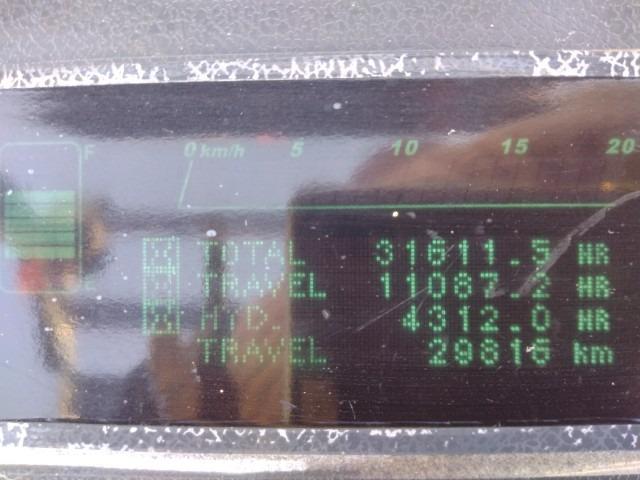 F 0 km/h 5 10 15 20
TOTAL 31811.5 HR
TRAVEL 11087.2 HR
HYD. 4312.0 HR
TRAVEL 29816 km